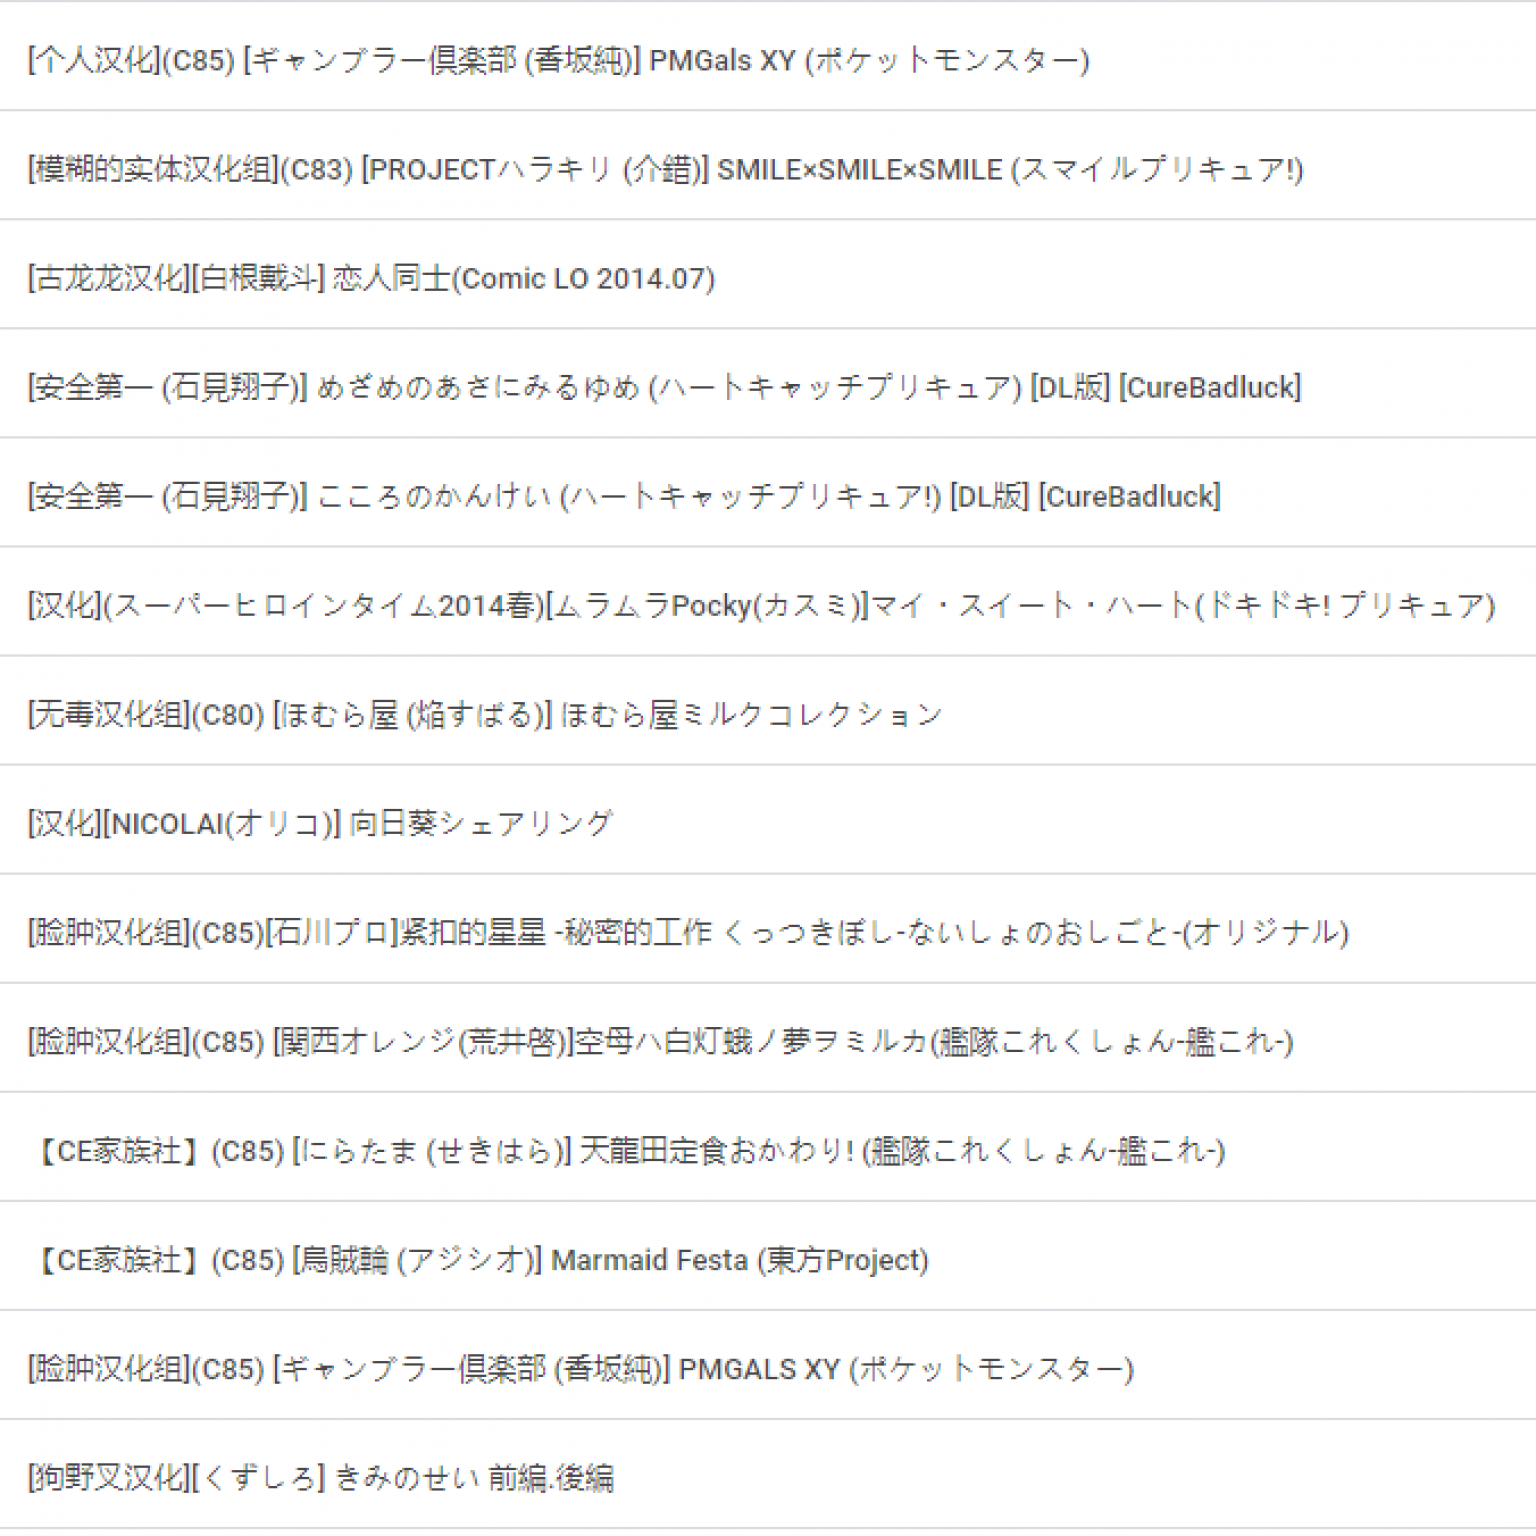 [个人汉化](C85) [ギャンブラー倶楽部 (香坂純)] PMGals XY (ポケットモンスター)
[模糊的实体汉化组](C83) [PROJECTハラキリ (介錯)] SMILE×SMILE×SMILE (スマイルプリキュア!)
[古龙龙汉化][白根戴斗] 恋人同士(Comic LO 2014.07)
[安全第一 (石見翔子)] めざめのあさにみるゆめ (ハートキャッチプリキュア) [DL版] [CureBadluck]
[安全第一 (石見翔子)] こころのかんけい (ハートキャッチプリキュア!) [DL版] [CureBadluck]
[汉化](スーパーヒロインタイム2014春)[ムラムラPocky(カスミ)]マイ・スイート・ハート(ドキドキ! プリキュア)
[无毒汉化组](C80) [ほむら屋 (焔すばる)] ほむら屋ミルクコレクション
[汉化][NICOLAI(オリコ)] 向日葵シェアリング
[脸肿汉化组](C85)[石川プロ]紧扣的星星 -秘密的工作 くっつきぼし-ないしょのおしごと-(オリジナル)
[脸肿汉化组](C85) [関西オレンジ(荒井啓)]空母ハ白灯蛾ノ夢ヲミルカ(艦隊これくしょん-艦これ-)
【CE家族社】(C85) [にらたま (せきはら)] 天龍田定食おかわり! (艦隊これくしょん-艦これ-)
【CE家族社】(C85) [烏賊輪 (アジシオ)] Marmaid Festa (東方Project)
[脸肿汉化组](C85) [ギャンブラー倶楽部 (香坂純)] PMGALS XY (ポケットモンスター)
[狗野叉汉化][くずしろ] きみのせい 前編.後編